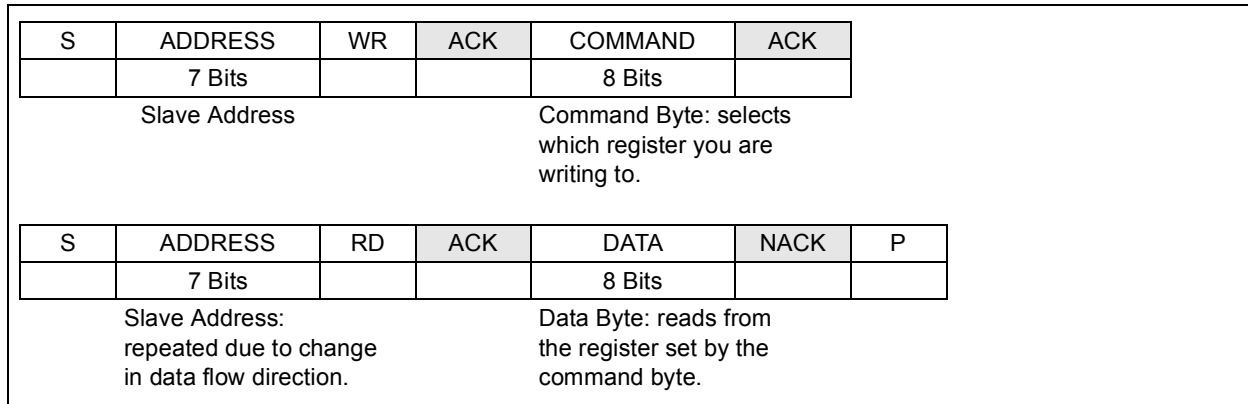 S ADDRESS WR ACK COMMAND ACK
7 Bits 8 Bits
Slave Address
Command Byte: selects
which register you are
writing to.
S ADDRESS RD ACK DATA NACK P
7 Bits 8 Bits
Slave Address:
repeated due to change
in data flow direction.
Data Byte: reads from
the register set by the
command byte.